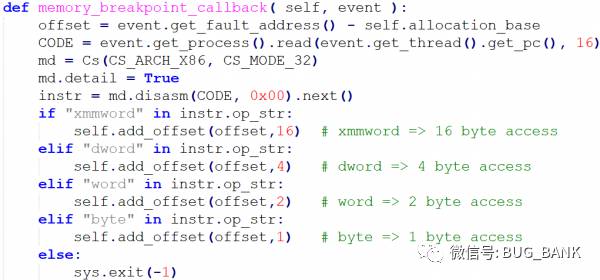 def memory_breakpoint_callback( self, event ):
    offset = event.get_fault_address() - self.allocation_base
    CODE = event.get_process().read(event.get_thread().get_pc(), 16)
    md = Cs(CS_ARCH_X86, CS_MODE_32)
    md.detail = True
    instr = md.disasm(CODE, 0x00).next()
    if "xmmword" in instr.op_str:
        self.add_offset(offset,16)  # xmmword => 16 byte access
    elif "dword" in instr.op_str:
        self.add_offset(offset,4)   # dword => 4 byte access
    elif "word" in instr.op_str:
        self.add_offset(offset,2)   # word => 2 byte access
    elif "byte" in instr.op_str:
        self.add_offset(offset,1)   # byte => 1 byte access
    else:
        sys.exit(-1)
微信号: BUG_BANK